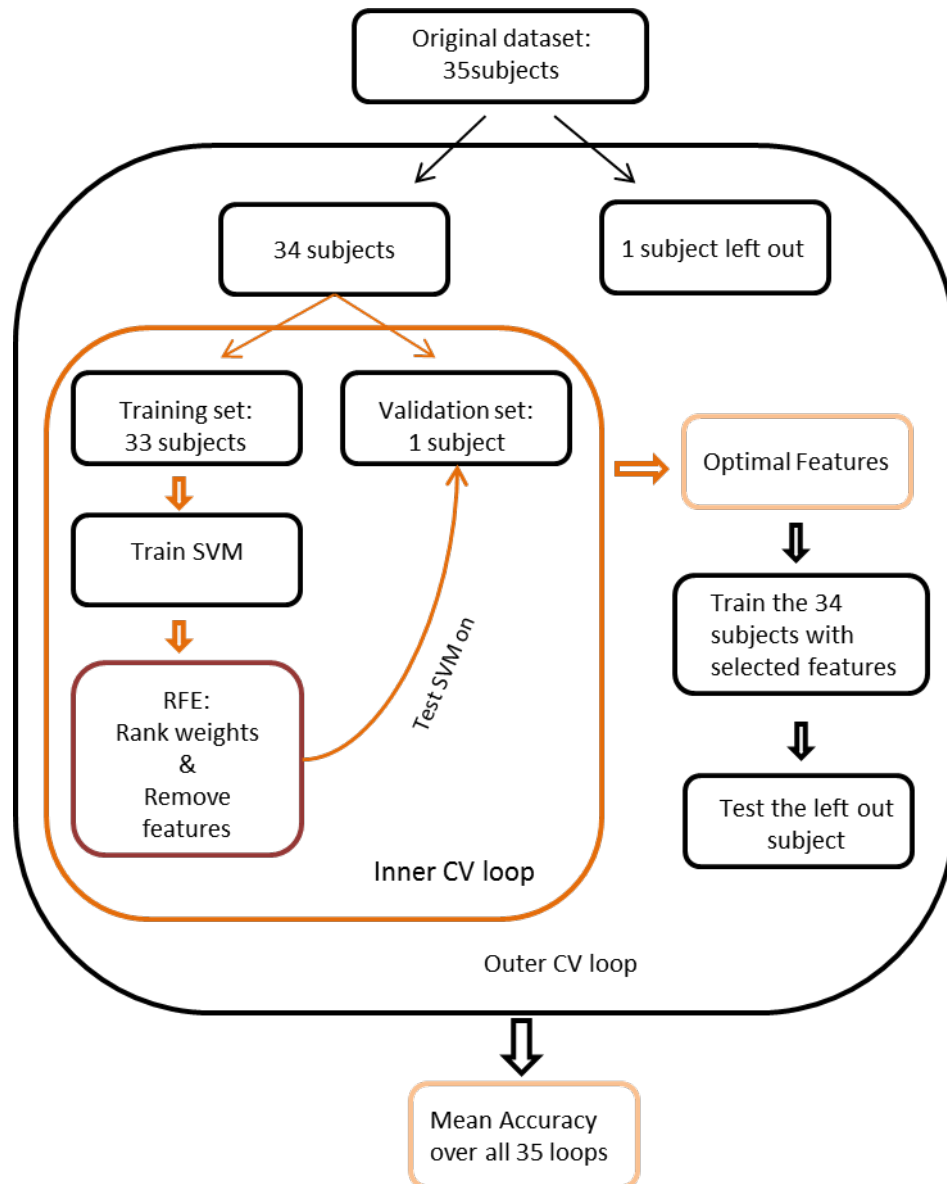 Original dataset:
35subjects
34 subjects
1 subject left out
Training set:
33 subjects
Validation set:
1 subject
Optimal Features
Train SVM
Train the 34
subjects with
selected features
Test SVM on
RFE:
Rank weights
&
Remove
features
Test the left out
subject
Inner CV loop
Outer CV loop
Mean Accuracy
over all 35 loops